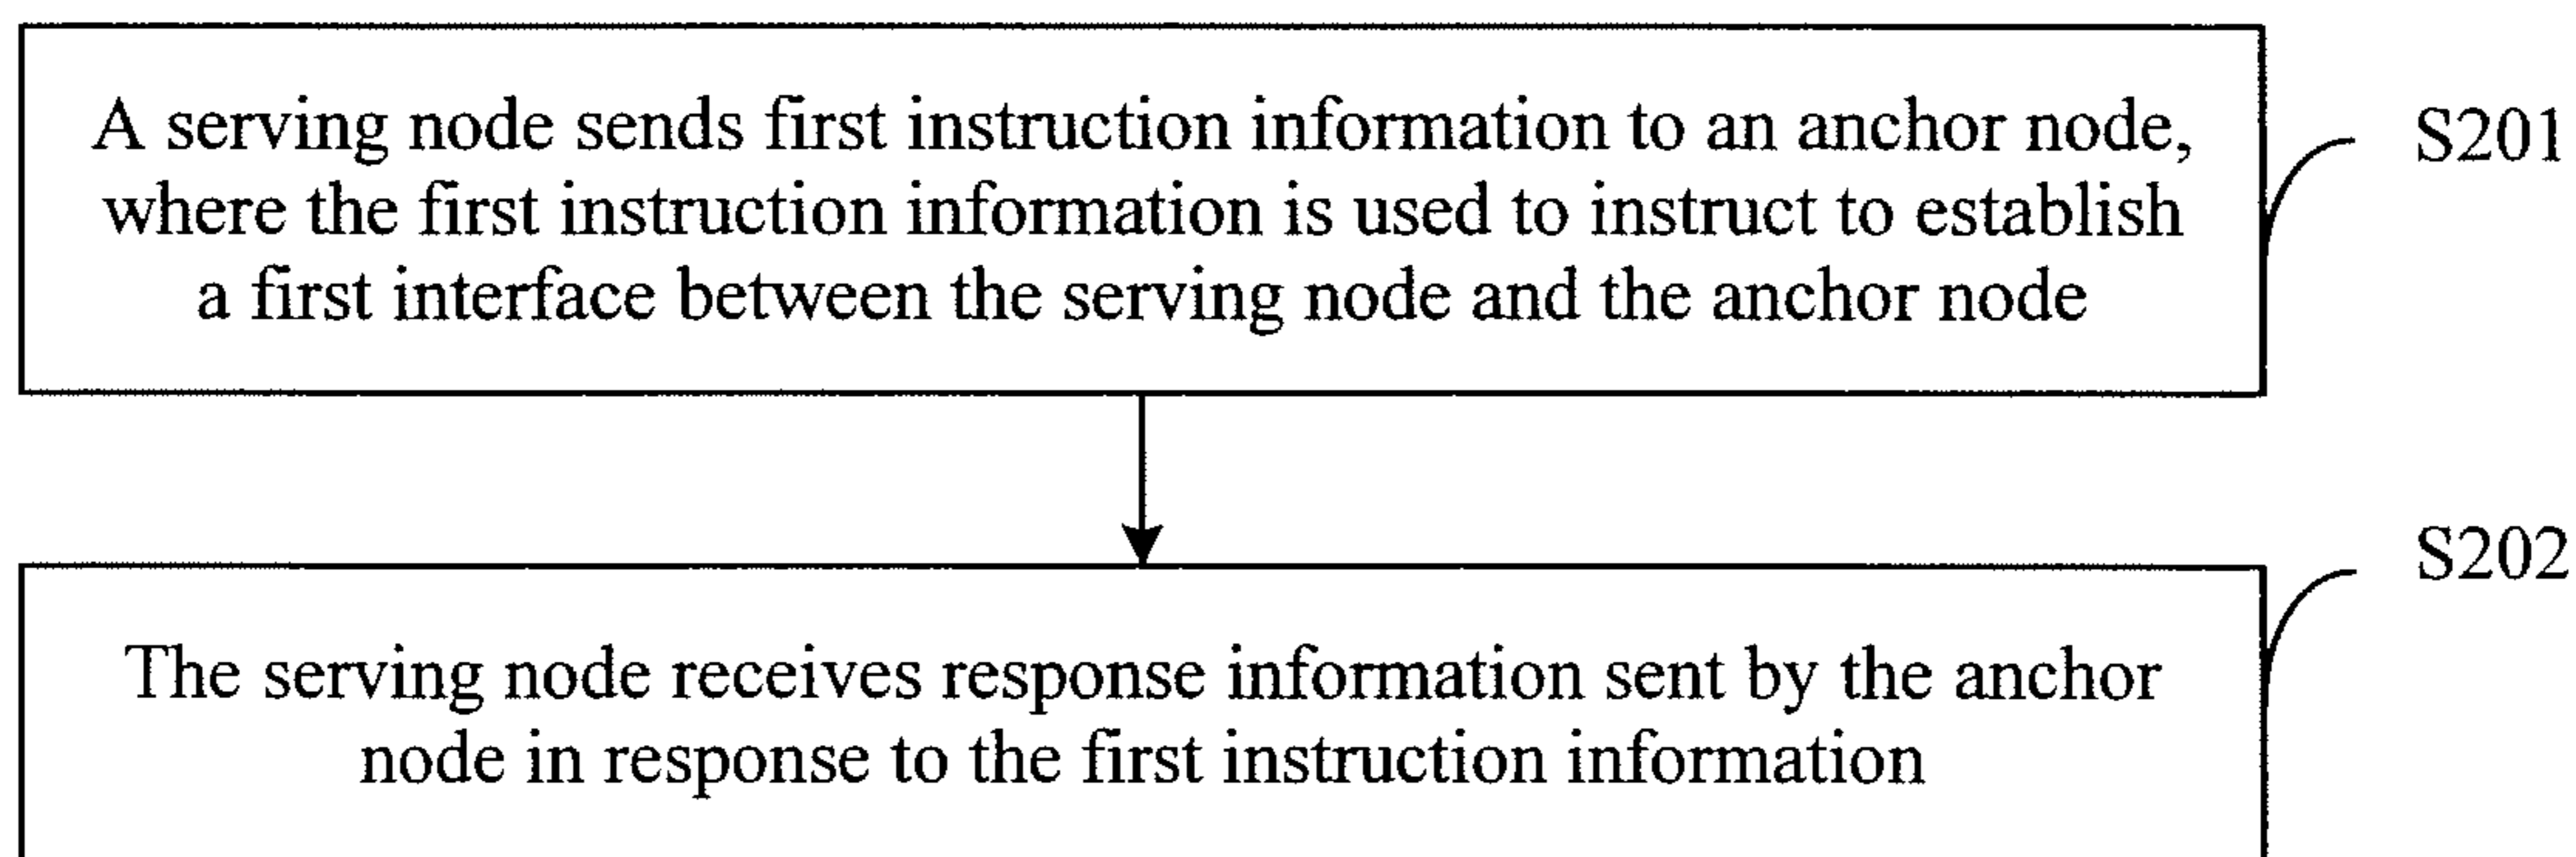 A serving node sends first instruction information to an anchor node,
where the first instruction information is used to instruct to establish
a first interface between the serving node and the anchor node
S201
The serving node receives response information sent by the anchor
node in response to the first instruction information
S202